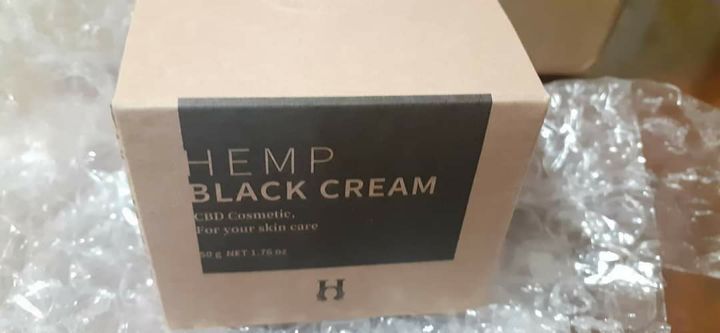 HEMP
BLACK CREAM
CBD Cosmetic,
For your skin care
50 g NET 1.76 oz
H